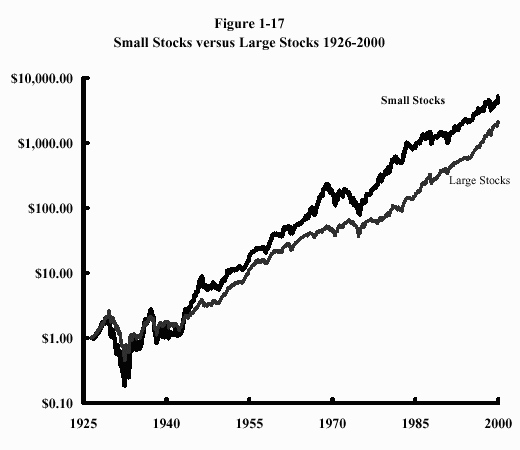 Figure 1-17
Small Stocks versus Large Stocks 1926-2000
$10,000.00
Small Stocks
$1,000.00
Large Stocks
$100.00
$10.00
$1.00
$0.10
1925 1940 1955 1970 1985 2000